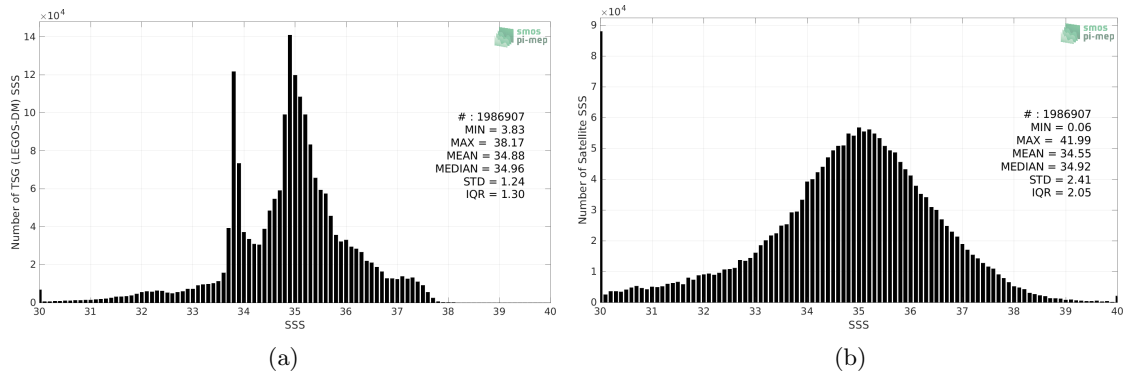 ×10⁴
smos
pi-mep
Number of TSG (LEGOS-DM) SSS
14
12
10
8
6
4
2
0
# : 1986907
MIN = 3.83
MAX = 38.17
MEAN = 34.88
MEDIAN = 34.96
STD = 1.24
IQR = 1.30
30 31 32 33 34 35 36 37 38 39 40
SSS
(a)
×10⁴
smos
pi-mep
Number of Satellite SSS
9
8
7
6
5
4
3
2
1
0
# : 1986907
MIN = 0.06
MAX = 41.99
MEAN = 34.55
MEDIAN = 34.92
STD = 2.41
IQR = 2.05
30 31 32 33 34 35 36 37 38 39 40
SSS
(b)